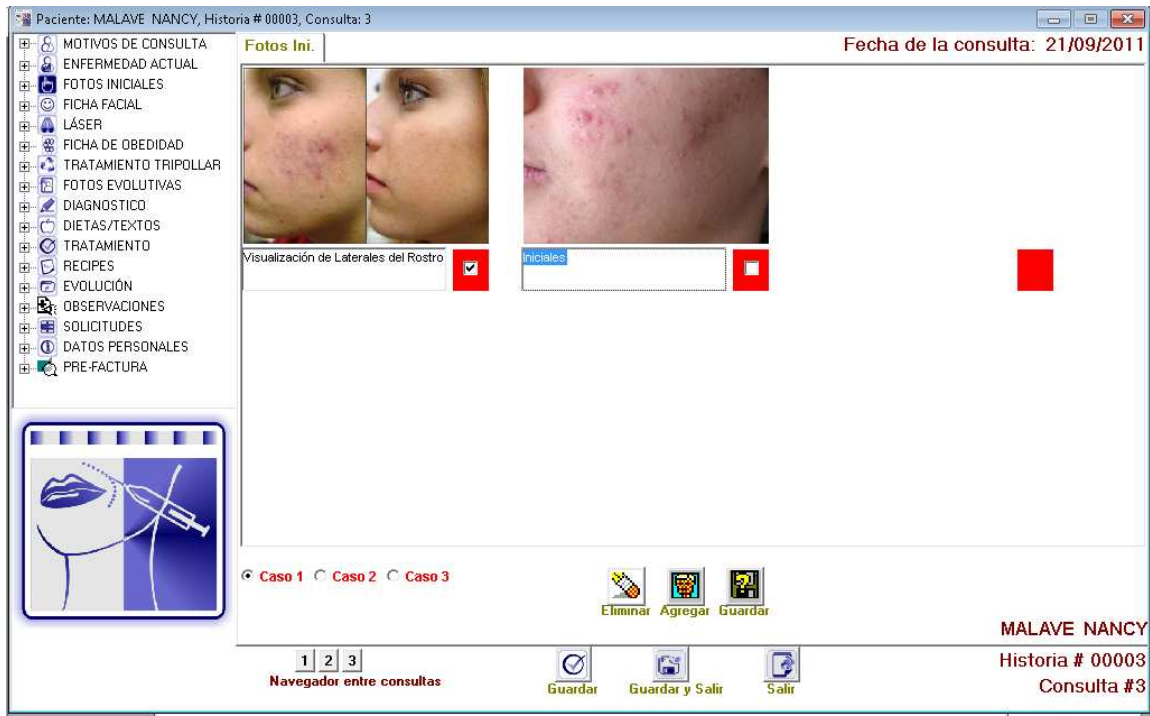 Paciente: MALAVE NANCY, Historia # 00003, Consulta: 3
MOTIVOS DE CONSULTA
ENFERMEDAD ACTUAL
FOTOS INICIALES
FICHA FACIAL
LÁSER
FICHA DE OBEDIDAD
TRATAMIENTO TRIPOLLAR
FOTOS EVOLUTIVAS
DIAGNOSTICO
DIETAS/TEXTOS
TRATAMIENTO
RECIPES
EVOLUCIÓN
OBSERVACIONES
SOLICITUDES
DATOS PERSONALES
PRE-FACTURA
Fotos Ini.
Fecha de la consulta: 21/09/2011
Visualización de Laterales del Rostro
Iniciales
Caso 1 Caso 2 Caso 3
Eliminar Agregar Guardar
MALAVE NANCY
1 2 3
Navegador entre consultas
Guardar Guardar y Salir Salir
Historia # 00003
Consulta #3